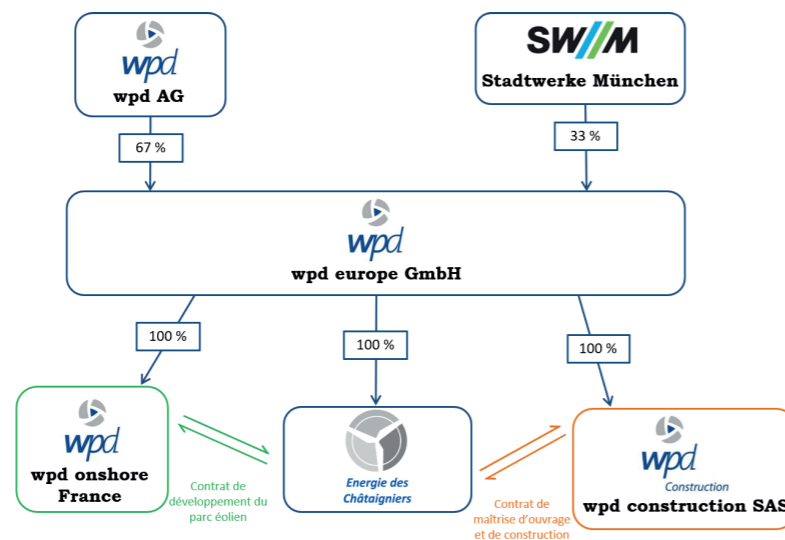 wpd
wpd AG
SW//M
Stadtwerke München
67 %
33 %
wpd
wpd europe GmbH
100 %
100 %
100 %
wpd
wpd onshore
France
Contrat de
développement du
parc éolien
Energie des
Châtaigniers
Contrat de
maîtrise d'ouvrage
et de construction
wpd
Construction
wpd construction SAS